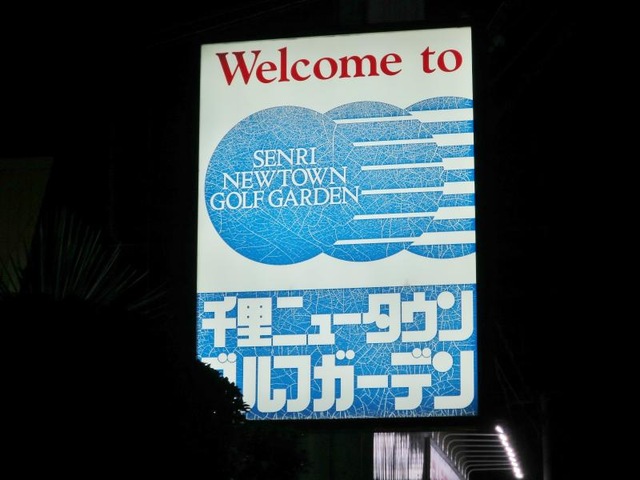 Welcome to
SENRI
NEWTOWN
GOLF GARDEN
千里ニュータウン
ゴルフガーデン